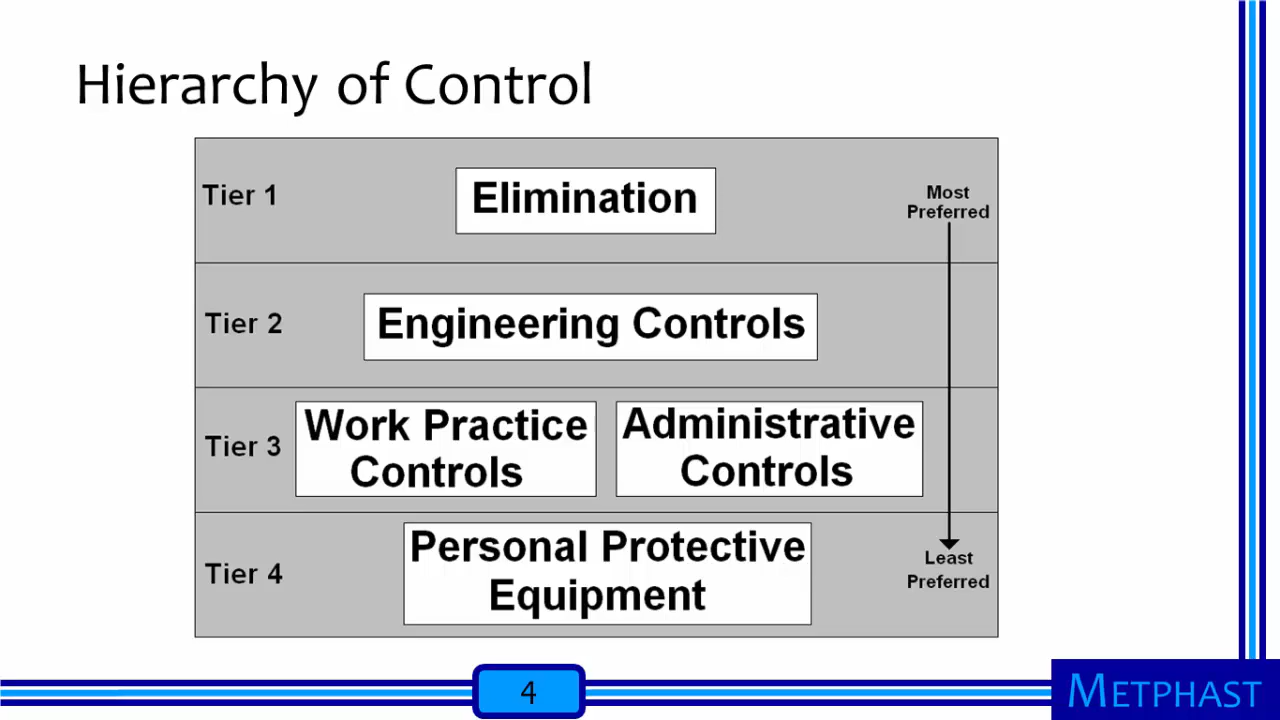 Hierarchy of Control
Tier 1
Elimination
Most
Preferred
Tier 2
Engineering Controls
Tier 3
Work Practice
Controls
Administrative
Controls
Tier 4
Personal Protective
Equipment
Least
Preferred
4
METPHAST